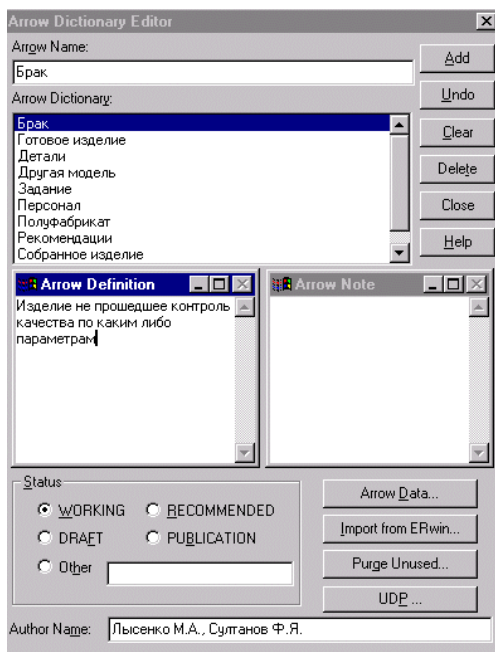 Arrow Dictionary Editor
Arrow Name:
Брак
Add
Arrow Dictionary:
Undo
Брак
Готовое изделие
Детали
Другая модель
Задание
Персонал
Полуфабрикат
Рекомендации
Собранное изделие
Clear
Delete
Close
Help
Arrow Definition
Изделие не прошедшее контроль
качества по каким либо
параметрам
Arrow Note
Status
WORKING RECOMMENDED
DRAFT PUBLICATION
Other
Arrow Data...
Import from ERwin...
Purge Unused...
UDP ...
Author Name: Лысенко М.А., Султанов Ф.Я.